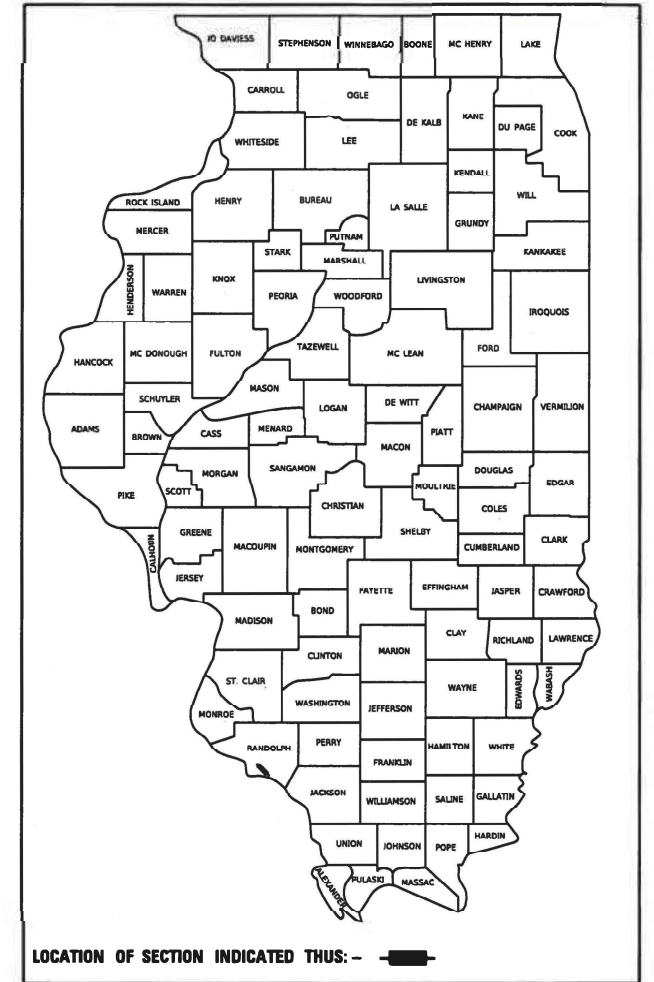 JO DAVIESS STEPHENSON WINNEBAGO BOONE MC HENRY LAKE
CARROLL OGLE DE KALB KANE DU PAGE COOK
WHITESIDE LEE
KENDALL
ROCK ISLAND HENRY BUREAU LA SALLE WILL
MERCER PUTNAM GRUNDY
STARK MARSHALL KANKAKEE
HENDERSON WARREN KNOX PEORIA WOODFORD LIVINGSTON
IROQUOIS
HANCOCK MC DONOUGH FULTON TAZEWELL MC LEAN FORD
SCHUYLER MASON
ADAMS BROWN CASS MENARD LOGAN DE WITT CHAMPAIGN VERMILION
PIATT
MACON
PIKE SCOTT MORGAN SANGAMON MOULTRIE DOUGLAS EDGAR
CHRISTIAN COLES
CALHOUN GREENE MACOUPIN MONTGOMERY SHELBY CUMBERLAND CLARK
JERSEY
FAYETTE EFFINGHAM JASPER CRAWFORD
MADISON BOND
CLAY RICHLAND LAWRENCE
CLINTON MARION
ST. CLAIR WAYNE EDWARDS WABASH
MONROE WASHINGTON JEFFERSON
RANDOLPH PERRY HAMILTON WHITE
FRANKLIN
JACKSON WILLIAMSON SALINE GALLATIN
UNION JOHNSON POPE HARDIN
ALEXANDER PULASKI MASSAC
LOCATION OF SECTION INDICATED THUS: –